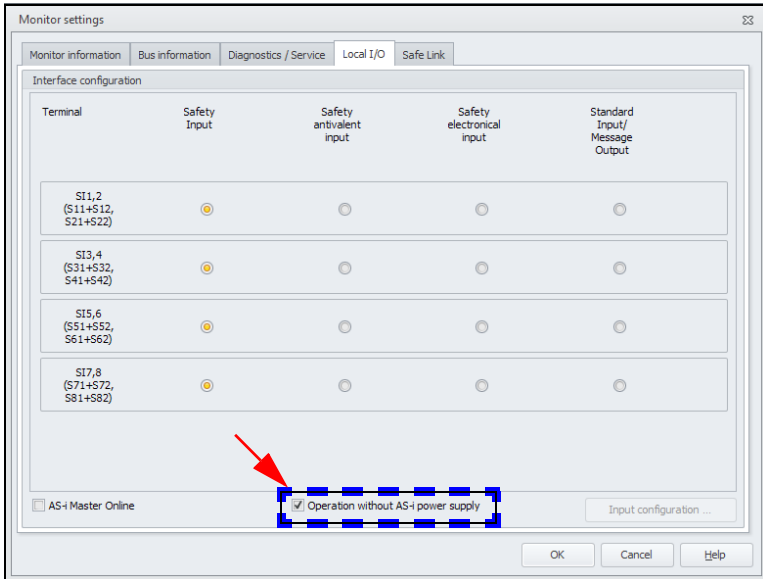 Monitor settings
Monitor information Bus information Diagnostics / Service Local I/O Safe Link
Interface configuration
Terminal Safety Input Safety antivalent input Safety electronical input Standard Input/ Message Output
SI1,2
(S11+S12,
S21+S22)
SI3,4
(S31+S32,
S41+S42)
SI5,6
(S51+S52,
S61+S62)
SI7,8
(S71+S72,
S81+S82)
AS-i Master Online Operation without AS-i power supply Input configuration ...
OK Cancel Help